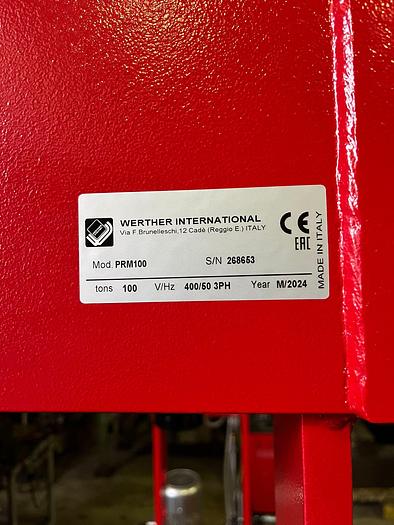 WERTHER INTERNATIONAL
Via F.Brunelleschi,12 Cadè (Reggio E.) ITALY
CE
EAC
Mod. PRM100 S/N 268653
tons 100 V/Hz 400/50 3PH Year M/2024
MADE IN ITALY